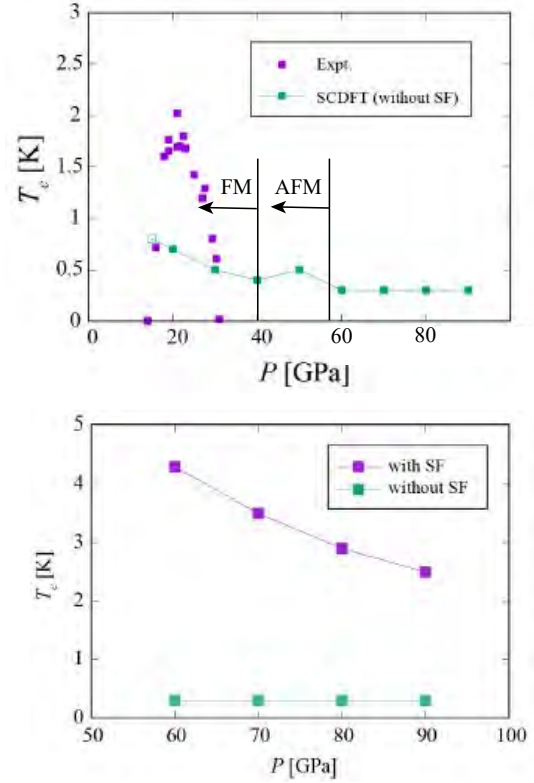 3
2.5
2
1.5
1
0.5
0
T_c [K]
Expt.
SCDFT (without SF)
FM
AFM
0 20 40 60 80
P [GPa]
5
4
3
2
1
0
T_c [K]
with SF
without SF
50 60 70 80 90 100
P [GPa]